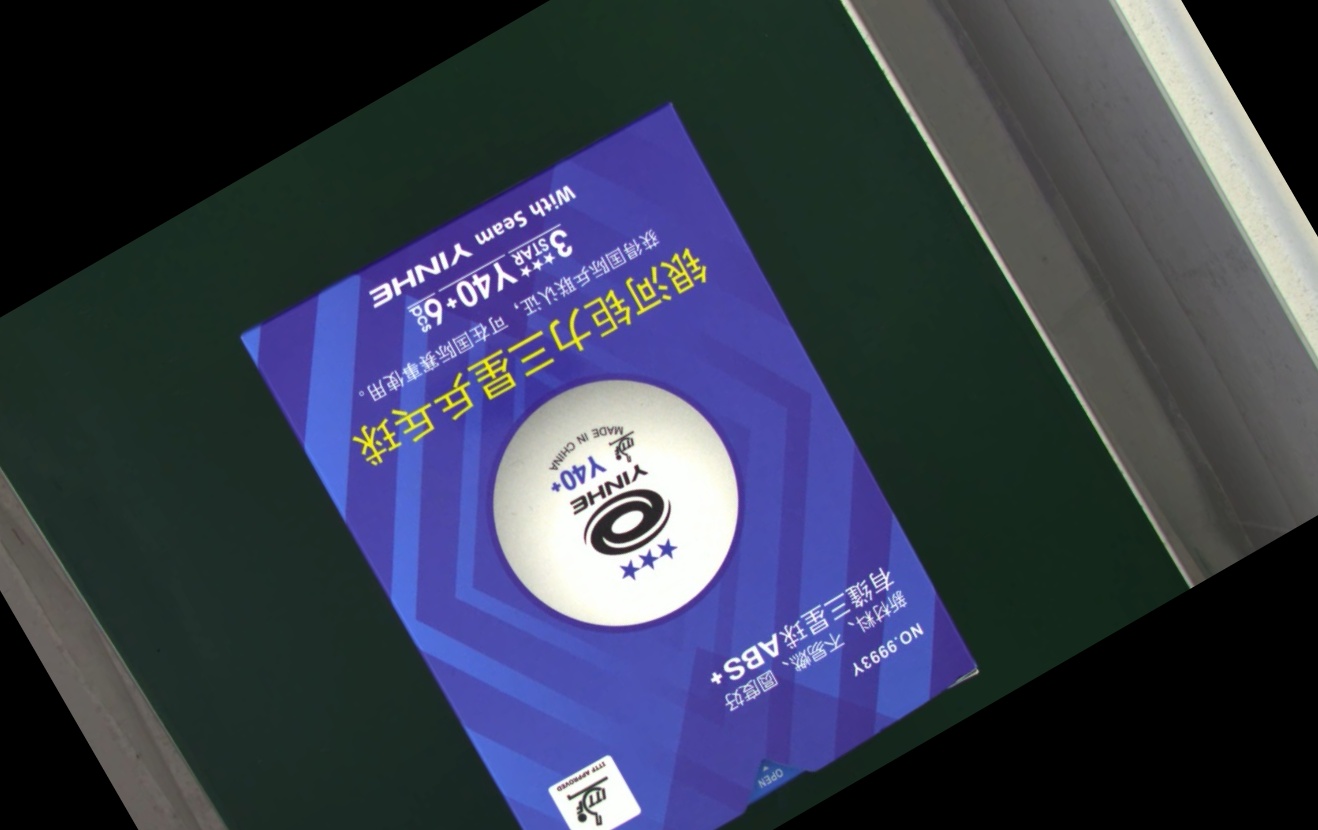 With Seam YINHE
3 STAR ★★★ Y40+ 6只
获得国际乒联认证，可在国际赛事使用。
银河钜力三星乒乓球
MADE IN CHINA
Y40+
YINHE
★★★
有缝三星球ABS+
新材料、不易燃、圆度好
NO.9993Y
ITTF APPROVED
OPEN